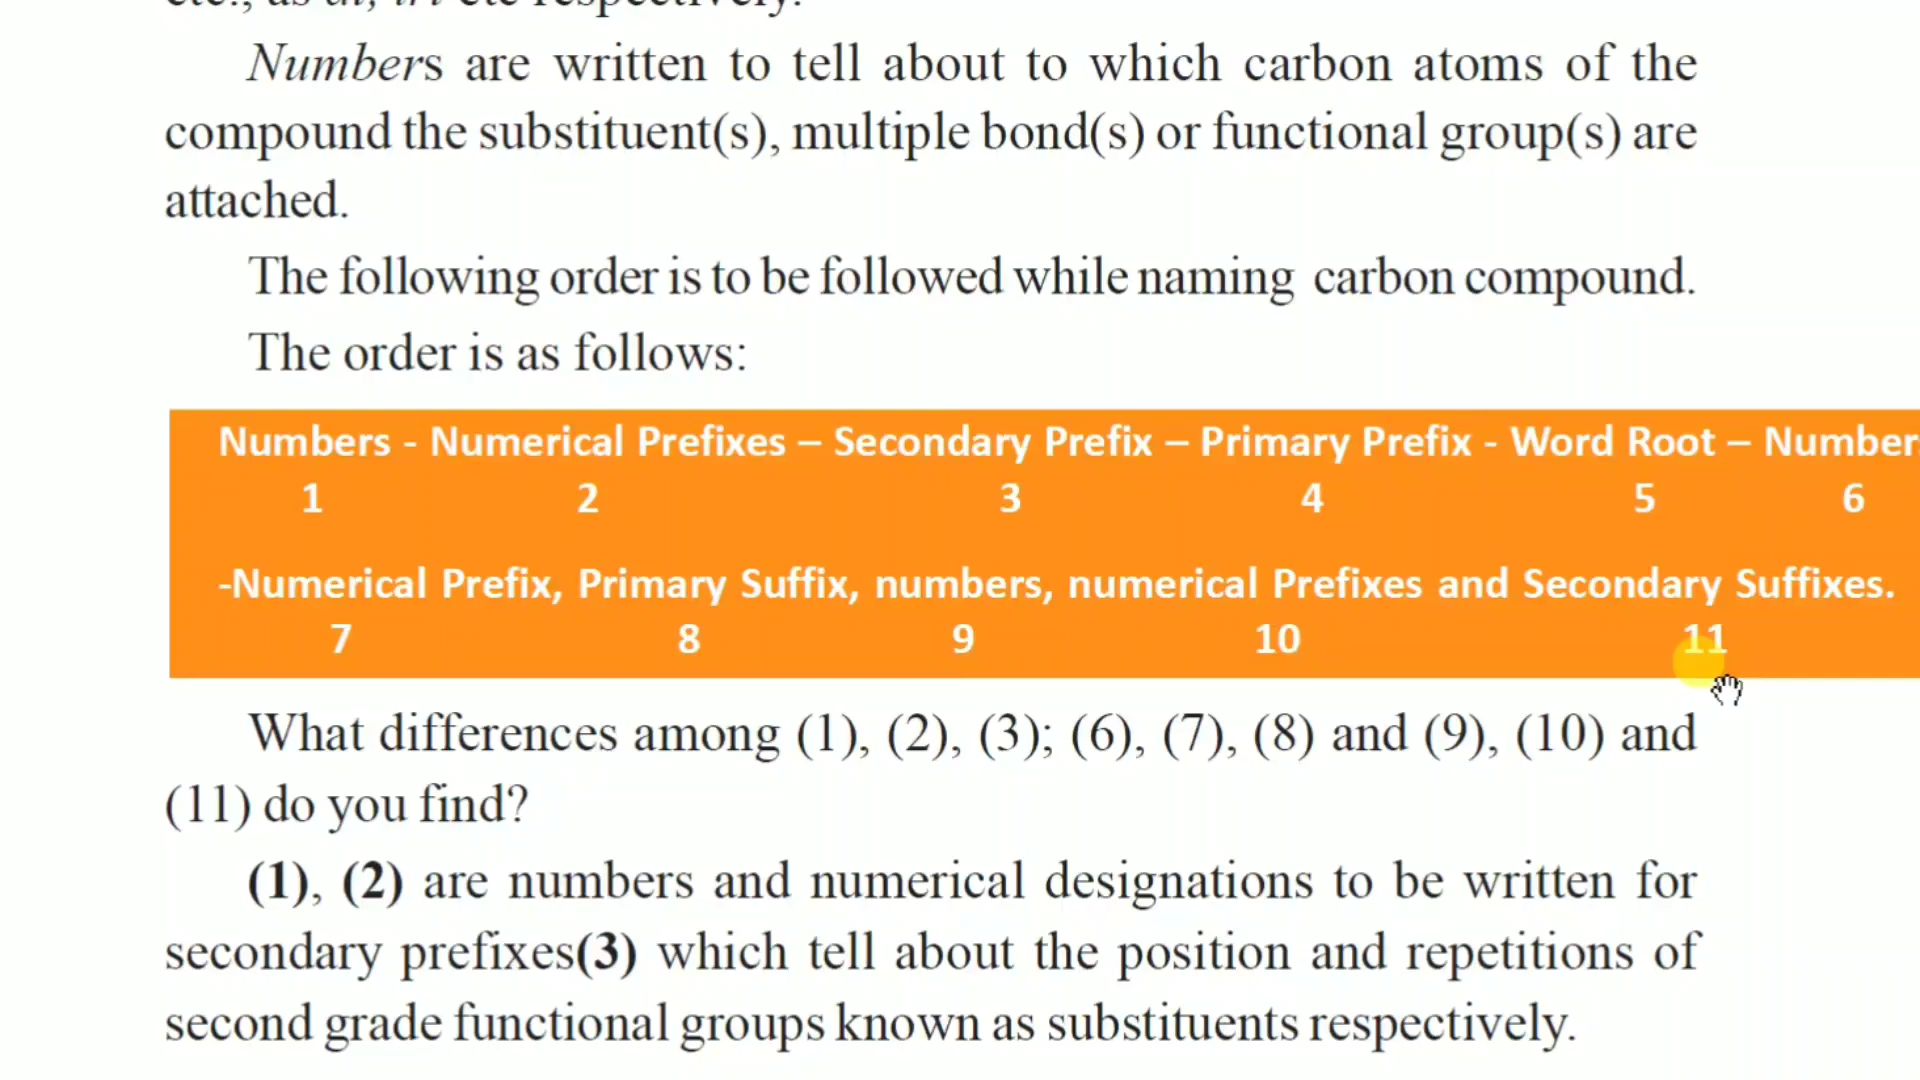 etc., as di, tri etc respectively.
Numbers are written to tell about to which carbon atoms of the
compound the substituent(s), multiple bond(s) or functional group(s) are
attached.
The following order is to be followed while naming carbon compound.
The order is as follows:
Numbers - Numerical Prefixes – Secondary Prefix – Primary Prefix - Word Root – Number
1 2 3 4 5 6
-Numerical Prefix, Primary Suffix, numbers, numerical Prefixes and Secondary Suffixes.
7 8 9 10 11
What differences among (1), (2), (3); (6), (7), (8) and (9), (10) and
(11) do you find?
(1), (2) are numbers and numerical designations to be written for
secondary prefixes(3) which tell about the position and repetitions of
second grade functional groups known as substituents respectively.